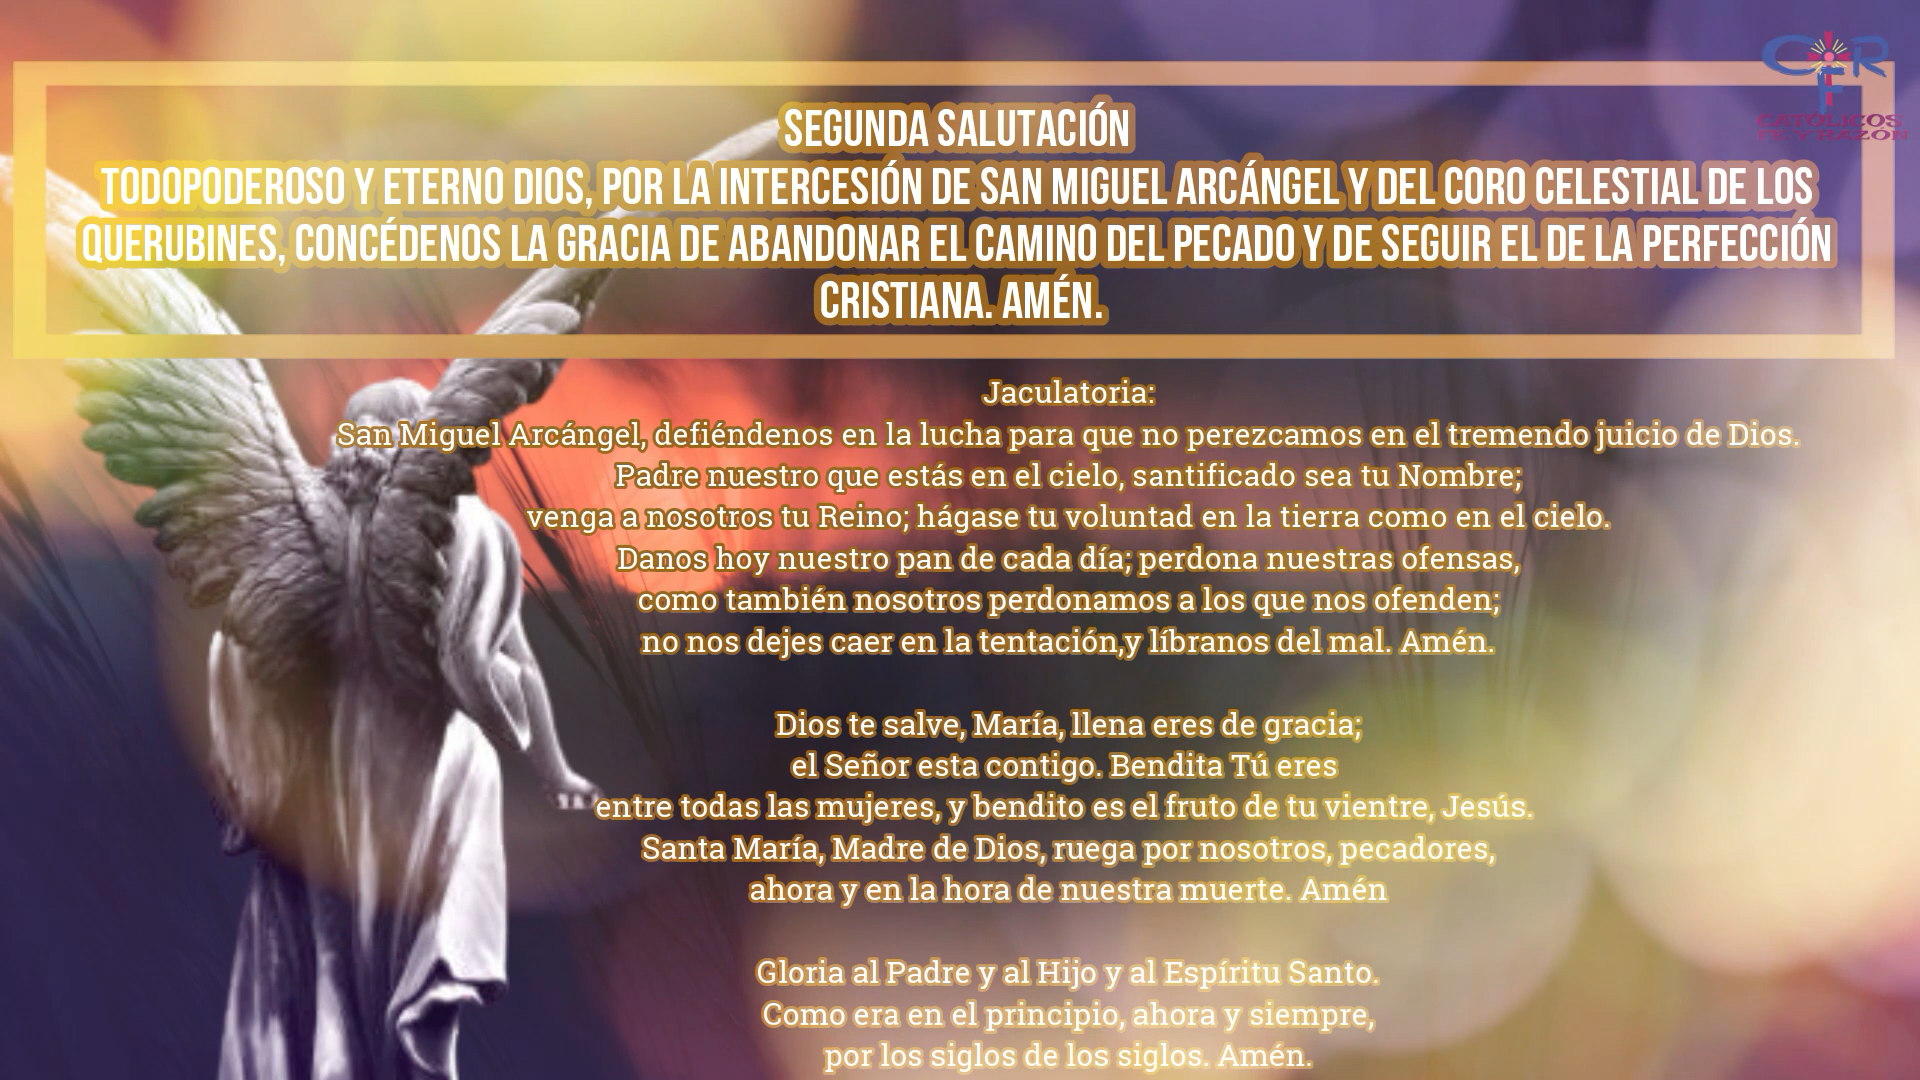 SEGUNDA SALUTACIÓN
TODOPODEROSO Y ETERNO DIOS, POR LA INTERCESIÓN DE SAN MIGUEL ARCÁNGEL Y DEL CORO CELESTIAL DE LOS
QUERUBINES, CONCÉDENOS LA GRACIA DE ABANDONAR EL CAMINO DEL PECADO Y DE SEGUIR EL DE LA PERFECCIÓN
CRISTIANA. AMÉN.
CFR
CATÓLICOS
FE Y RAZÓN
Jaculatoria:
San Miguel Arcángel, defiéndenos en la lucha para que no perezcamos en el tremendo juicio de Dios.
Padre nuestro que estás en el cielo, santificado sea tu Nombre;
venga a nosotros tu Reino; hágase tu voluntad en la tierra como en el cielo.
Danos hoy nuestro pan de cada día; perdona nuestras ofensas,
como también nosotros perdonamos a los que nos ofenden;
no nos dejes caer en la tentación,y líbranos del mal. Amén.
Dios te salve, María, llena eres de gracia;
el Señor esta contigo. Bendita Tú eres
entre todas las mujeres, y bendito es el fruto de tu vientre, Jesús.
Santa María, Madre de Dios, ruega por nosotros, pecadores,
ahora y en la hora de nuestra muerte. Amén
Gloria al Padre y al Hijo y al Espíritu Santo.
Como era en el principio, ahora y siempre,
por los siglos de los siglos. Amén.